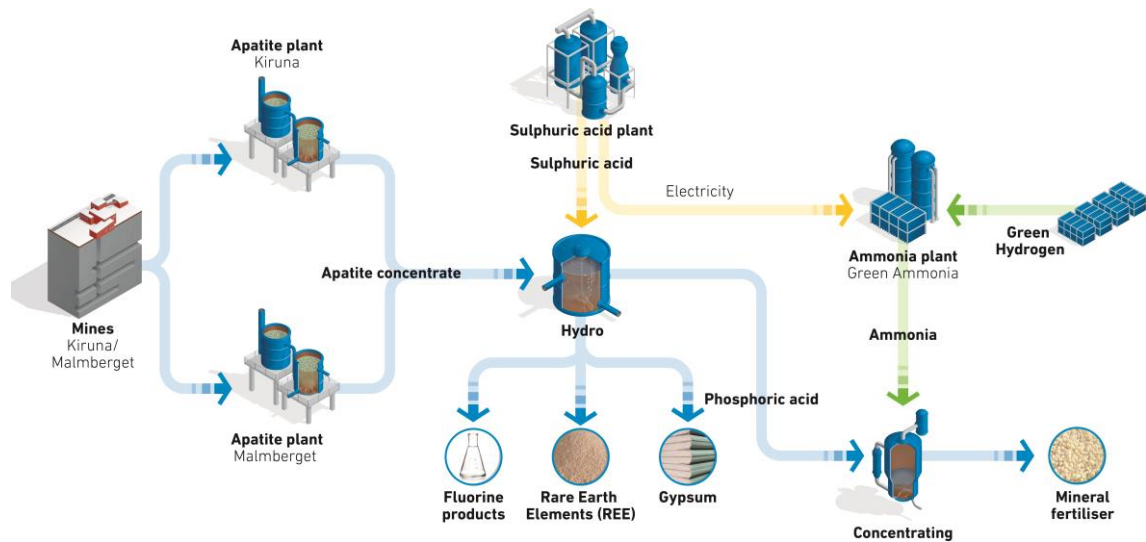 Apatite plant
Kiruna
Sulphuric acid plant
Sulphuric acid
Electricity
Green
Hydrogen
Ammonia plant
Green Ammonia
Apatite concentrate
Mines
Kiruna/
Malmberget
Hydro
Ammonia
Apatite plant
Malmberget
Phosphoric acid
Fluorine
products
Rare Earth
Elements (REE)
Gypsum
Concentrating
Mineral
fertiliser